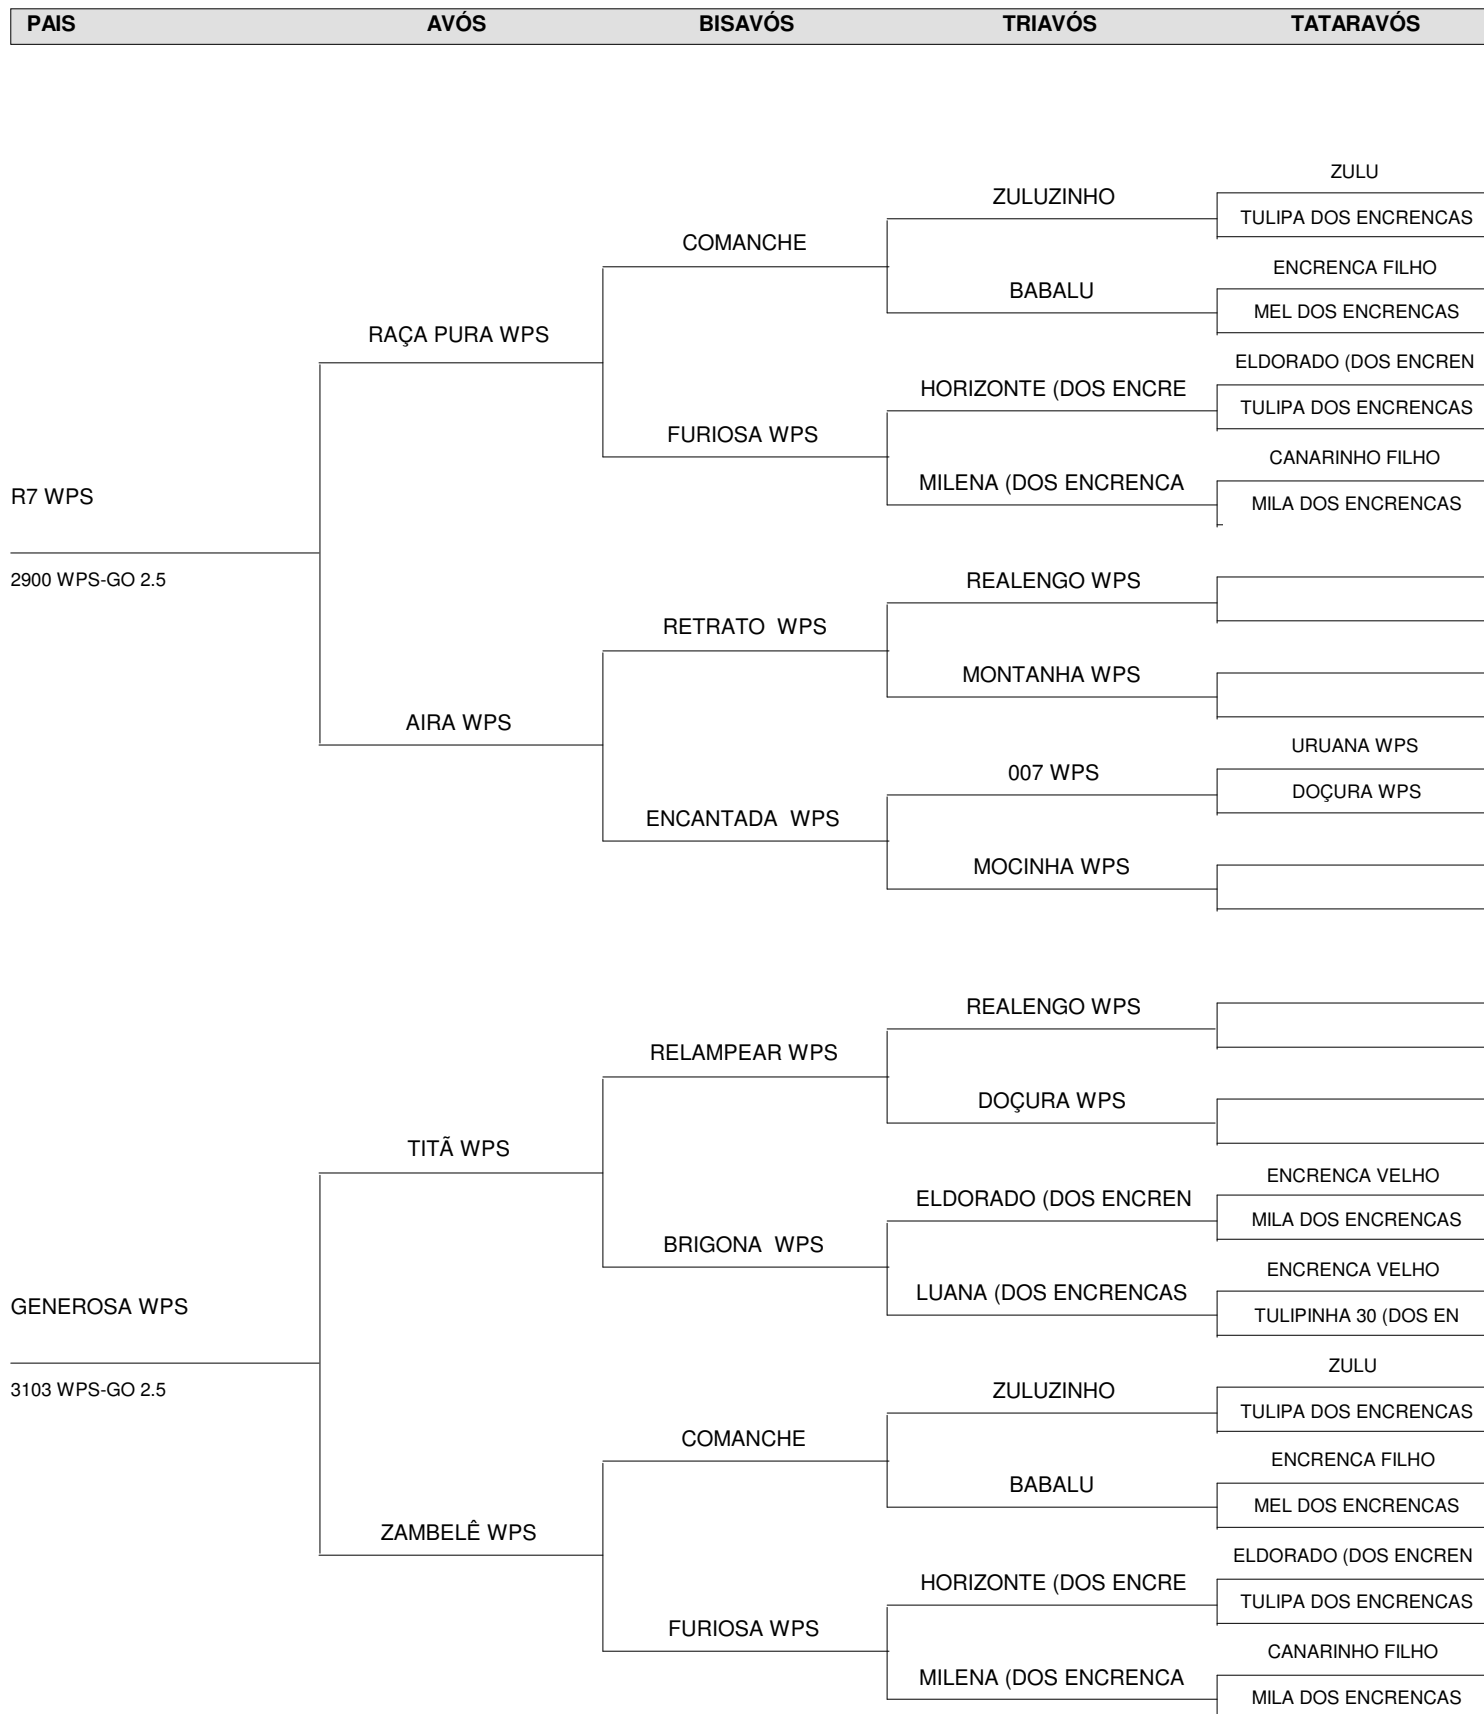 PAIS AVÓS BISAVÓS TRIAVÓS TATARAVÓS
ZULU
ZULUZINHO
TULIPA DOS ENCRENCAS
COMANCHE
ENCRENCA FILHO
BABALU
MEL DOS ENCRENCAS
RAÇA PURA WPS
ELDORADO (DOS ENCREN
HORIZONTE (DOS ENCRE
TULIPA DOS ENCRENCAS
FURIOSA WPS
CANARINHO FILHO
MILENA (DOS ENCRENCA
MILA DOS ENCRENCAS
R7 WPS
2900 WPS-GO 2.5
REALENGO WPS
RETRATO WPS
MONTANHA WPS
AIRA WPS
URUANA WPS
007 WPS
DOÇURA WPS
ENCANTADA WPS
MOCINHA WPS
REALENGO WPS
RELAMPEAR WPS
DOÇURA WPS
TITÃ WPS
ENCRENCA VELHO
ELDORADO (DOS ENCREN
MILA DOS ENCRENCAS
BRIGONA WPS
ENCRENCA VELHO
LUANA (DOS ENCRENCAS
TULIPINHA 30 (DOS EN
GENEROSA WPS
3103 WPS-GO 2.5
ZULU
ZULUZINHO
TULIPA DOS ENCRENCAS
COMANCHE
ENCRENCA FILHO
BABALU
MEL DOS ENCRENCAS
ZAMBELÊ WPS
ELDORADO (DOS ENCREN
HORIZONTE (DOS ENCRE
TULIPA DOS ENCRENCAS
FURIOSA WPS
CANARINHO FILHO
MILENA (DOS ENCRENCA
MILA DOS ENCRENCAS